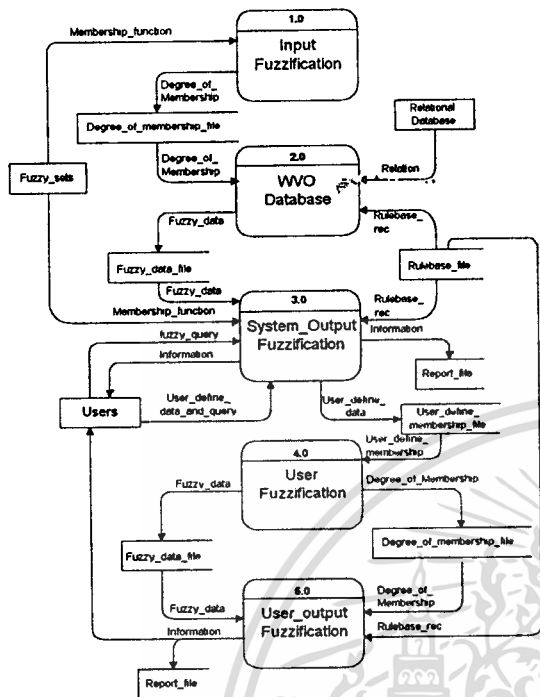 1.0
Membership_function
Input
Fuzzification
Degree_of_
Membership
Degree_of_membership_file
Degree_of_
Membership
Relational
Database
2.0
Fuzzy_sets
WVO
Database
Relation
Fuzzy_data
Rulebase_
rec
Fuzzy_data_file
Rulebase_file
Fuzzy_data
Membership_function
3.0
Rulebase_
rec
System_Output
Fuzzification
Information
fuzzy_query
Information
Report_file
Users
User_define_
data_and_query
User_define_
data
User_define_
membership_file
User_define_
membership
4.0
User
Fuzzification
Fuzzy_data
Degree_of_Membership
Fuzzy_data_file
Degree_of_membership_file
5.0
Degree_of_
Membership
Fuzzy_data
User_output
Fuzzification
Rulebase_rec
Information
Report_file